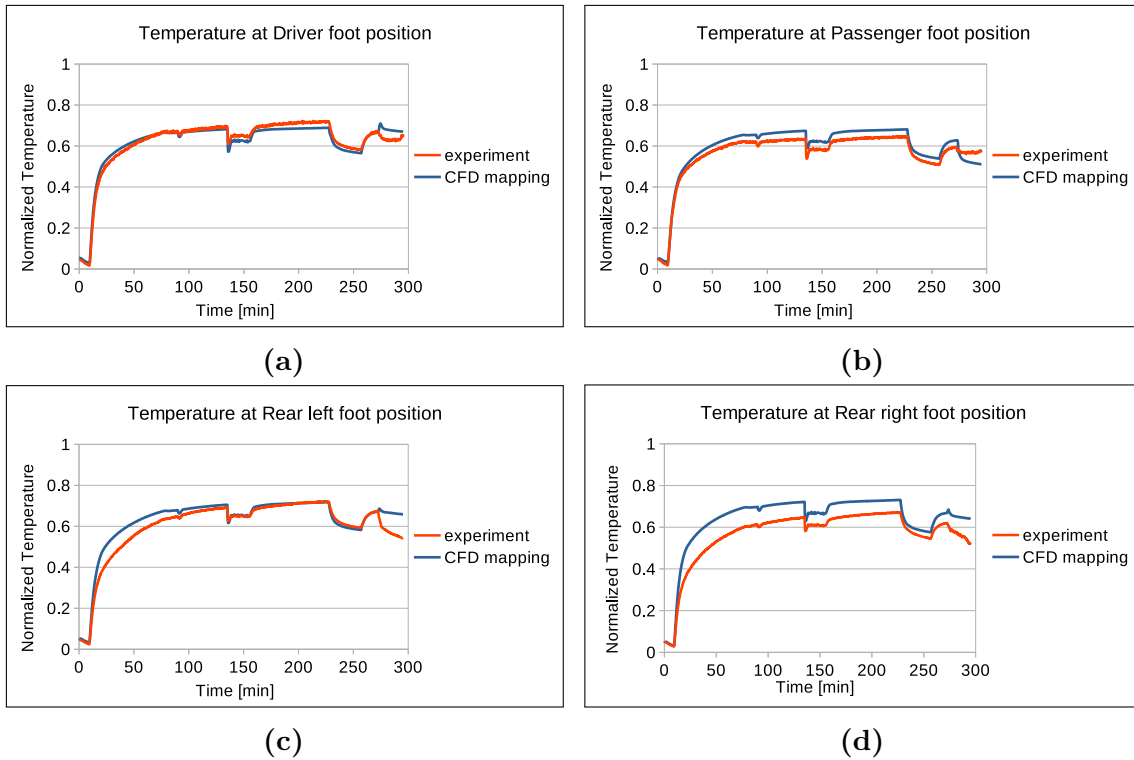 Temperature at Driver foot position
1
0.8
0.6
0.4
0.2
0
Normalized Temperature
0 50 100 150 200 250 300
Time [min]
experiment
CFD mapping
(a)
Temperature at Passenger foot position
1
0.8
0.6
0.4
0.2
0
Normalized Temperature
0 50 100 150 200 250 300
Time [min]
experiment
CFD mapping
(b)
Temperature at Rear left foot position
1
0.8
0.6
0.4
0.2
0
Normalized Temperature
0 50 100 150 200 250 300
Time [min]
experiment
CFD mapping
(c)
Temperature at Rear right foot position
1
0.8
0.6
0.4
0.2
0
Normalized Temperature
0 50 100 150 200 250 300
Time [min]
experiment
CFD mapping
(d)